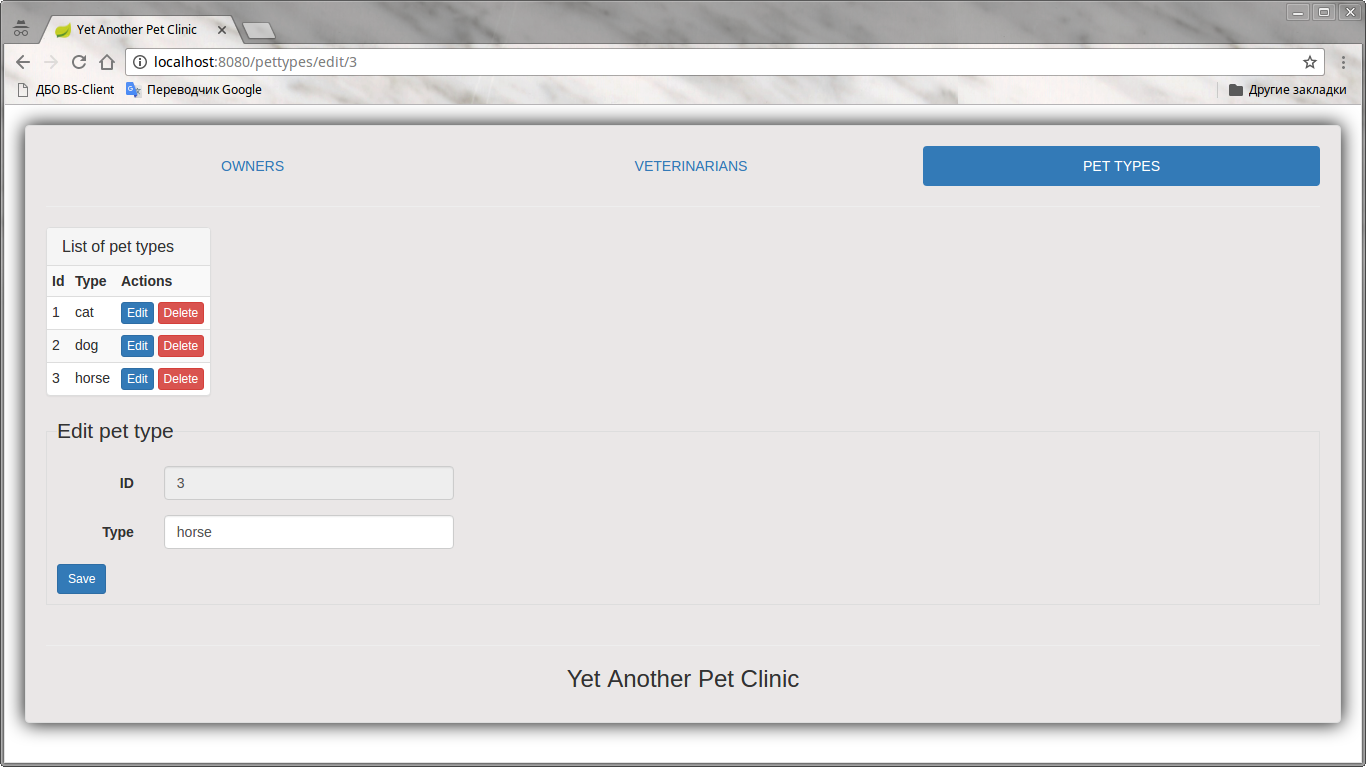 Yet Another Pet Clinic
localhost:8080/pettypes/edit/3
ДБО BS-Client Переводчик Google Другие закладки
OWNERS VETERINARIANS PET TYPES
List of pet types
Id Type Actions
1 cat Edit Delete
2 dog Edit Delete
3 horse Edit Delete
Edit pet type
ID 3
Type horse
Save
Yet Another Pet Clinic